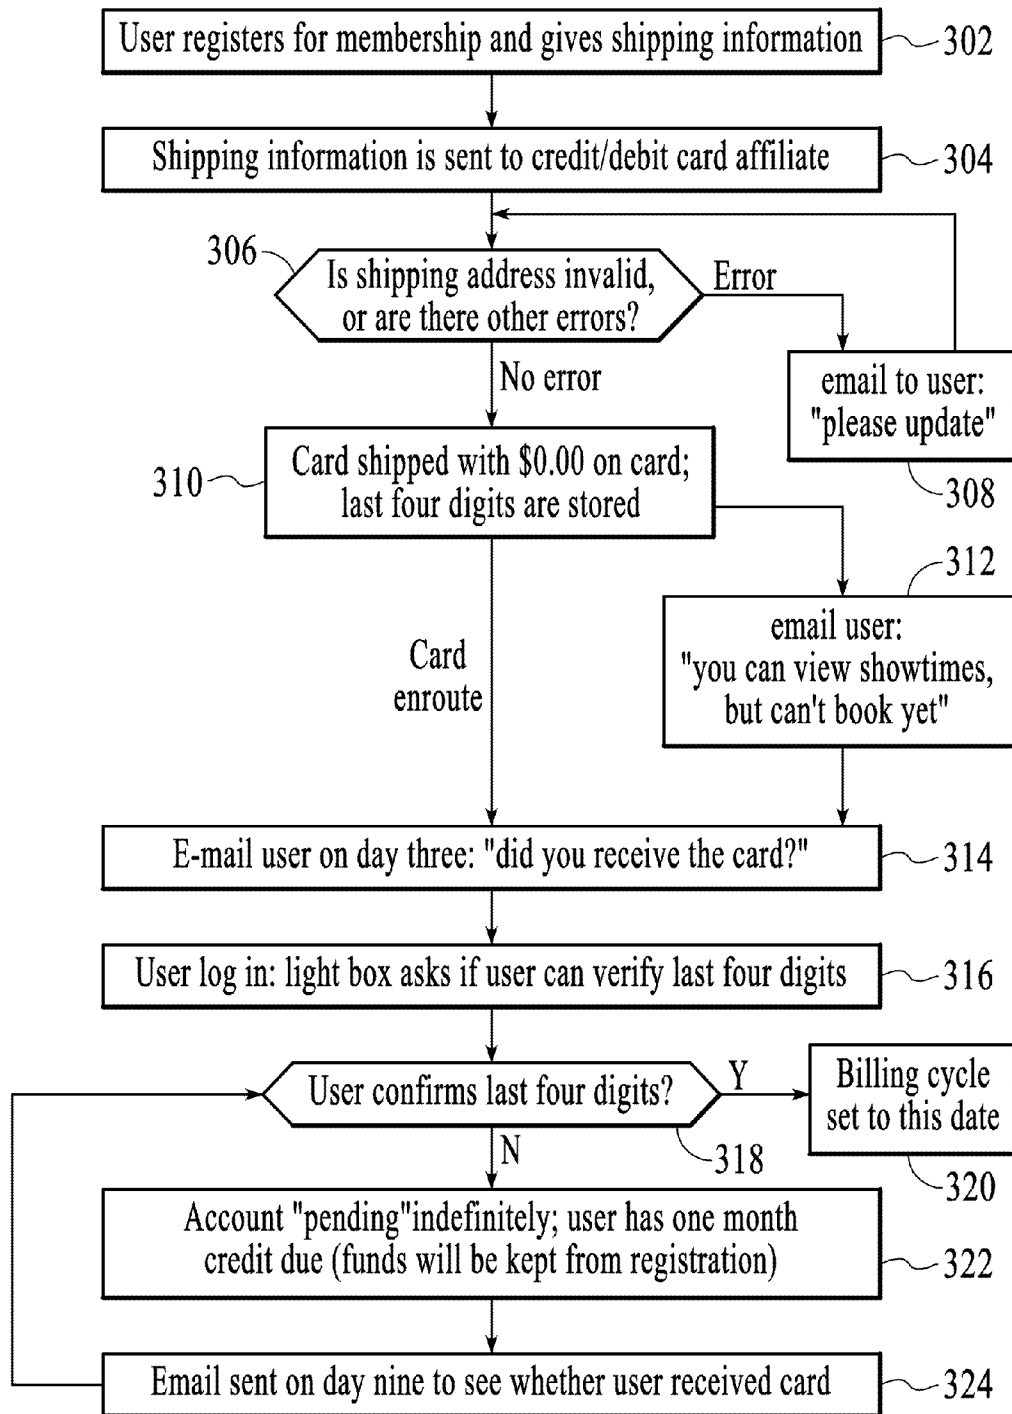 User registers for membership and gives shipping information
302
Shipping information is sent to credit/debit card affiliate
304
306
Is shipping address invalid,
or are there other errors?
Error
No error
email to user:
"please update"
308
310
Card shipped with $0.00 on card;
last four digits are stored
312
email user:
"you can view showtimes,
but can't book yet"
Card
enroute
E-mail user on day three: "did you receive the card?"
314
User log in: light box asks if user can verify last four digits
316
User confirms last four digits?
Y
318
N
Billing cycle
set to this date
320
Account "pending"indefinitely; user has one month
credit due (funds will be kept from registration)
322
Email sent on day nine to see whether user received card
324